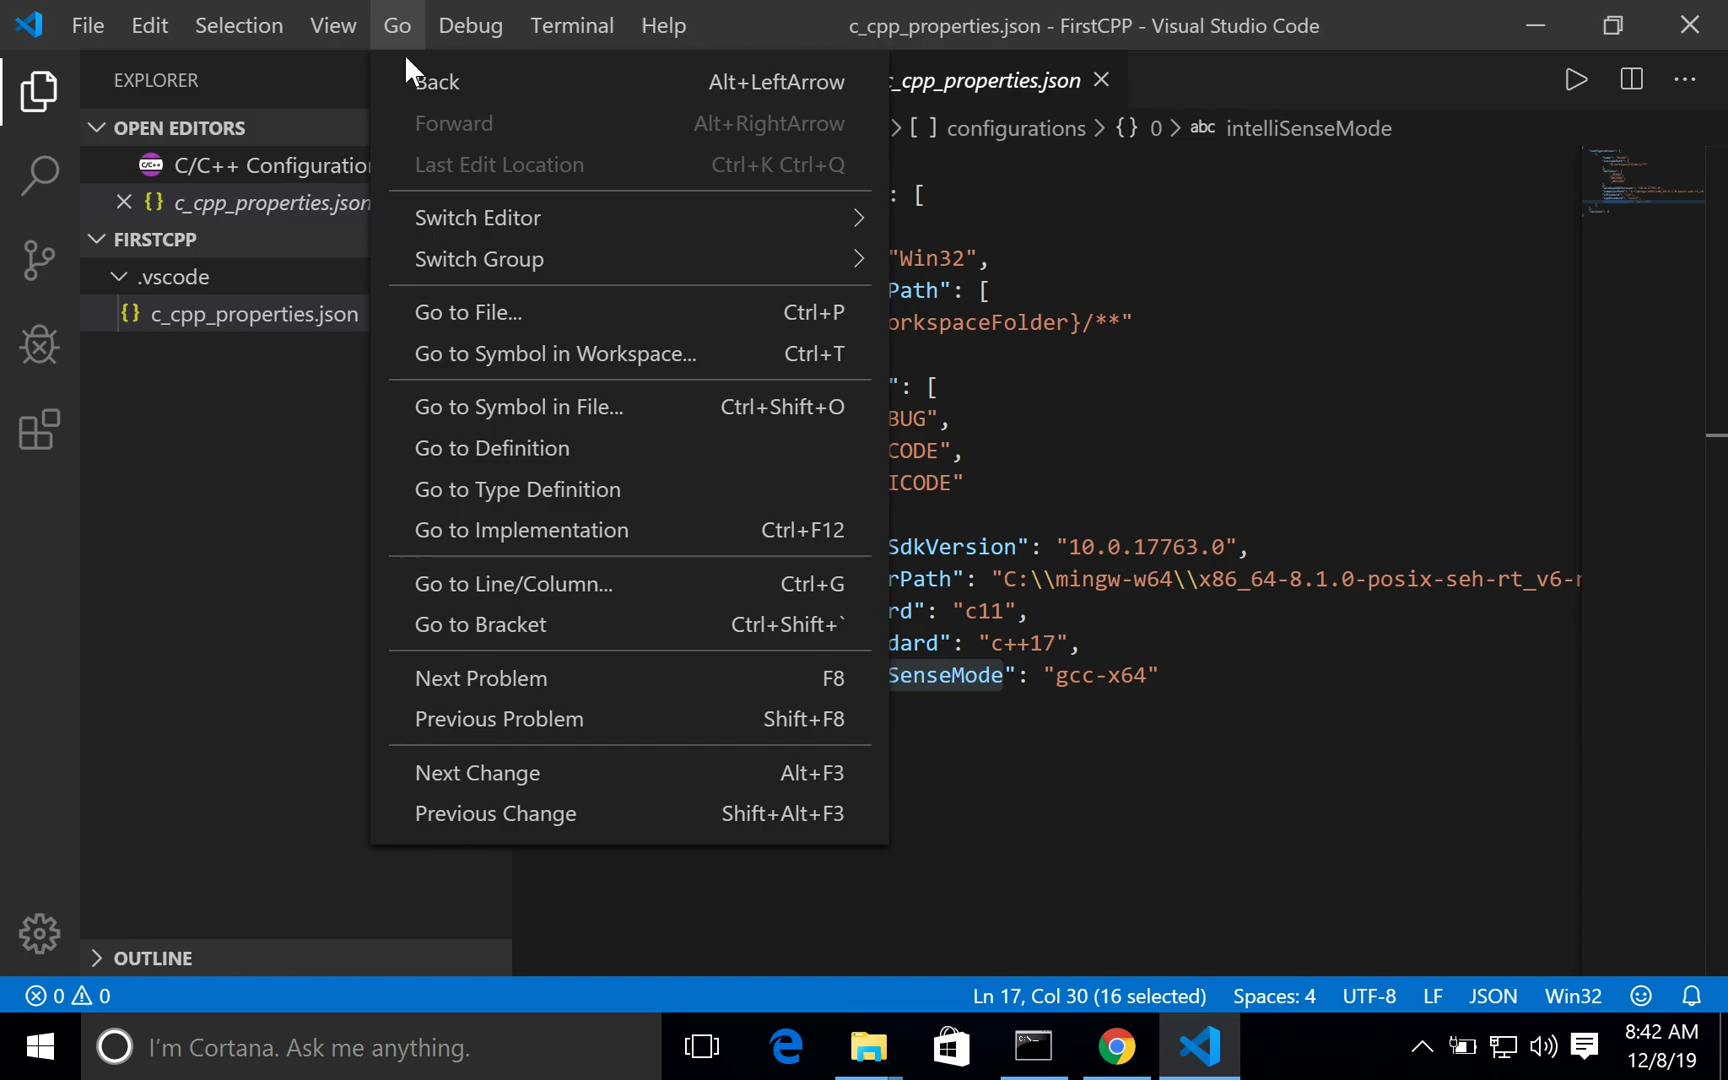 File Edit Selection View Go Debug Terminal Help
c_cpp_properties.json - FirstCPP - Visual Studio Code
EXPLORER
OPEN EDITORS
C/C++ Configuration
{} c_cpp_properties.json
FIRSTCPP
.vscode
{} c_cpp_properties.json
OUTLINE
Back Alt+LeftArrow
Forward Alt+RightArrow
Last Edit Location Ctrl+K Ctrl+Q
Switch Editor
Switch Group
Go to File... Ctrl+P
Go to Symbol in Workspace... Ctrl+T
Go to Symbol in File... Ctrl+Shift+O
Go to Definition
Go to Type Definition
Go to Implementation Ctrl+F12
Go to Line/Column... Ctrl+G
Go to Bracket Ctrl+Shift+`
Next Problem F8
Previous Problem Shift+F8
Next Change Alt+F3
Previous Change Shift+Alt+F3
c_cpp_properties.json
[ ] configurations > {} 0 > abc intelliSenseMode
: [
"Win32",
Path": [
orkspaceFolder}/**"
": [
BUG",
CODE",
ICODE"
SdkVersion": "10.0.17763.0",
rPath": "C:\\mingw-w64\\x86_64-8.1.0-posix-seh-rt_v6-r
rd": "c11",
dard": "c++17",
SenseMode": "gcc-x64"
0 0
Ln 17, Col 30 (16 selected) Spaces: 4 UTF-8 LF JSON Win32
I'm Cortana. Ask me anything.
8:42 AM
12/8/19